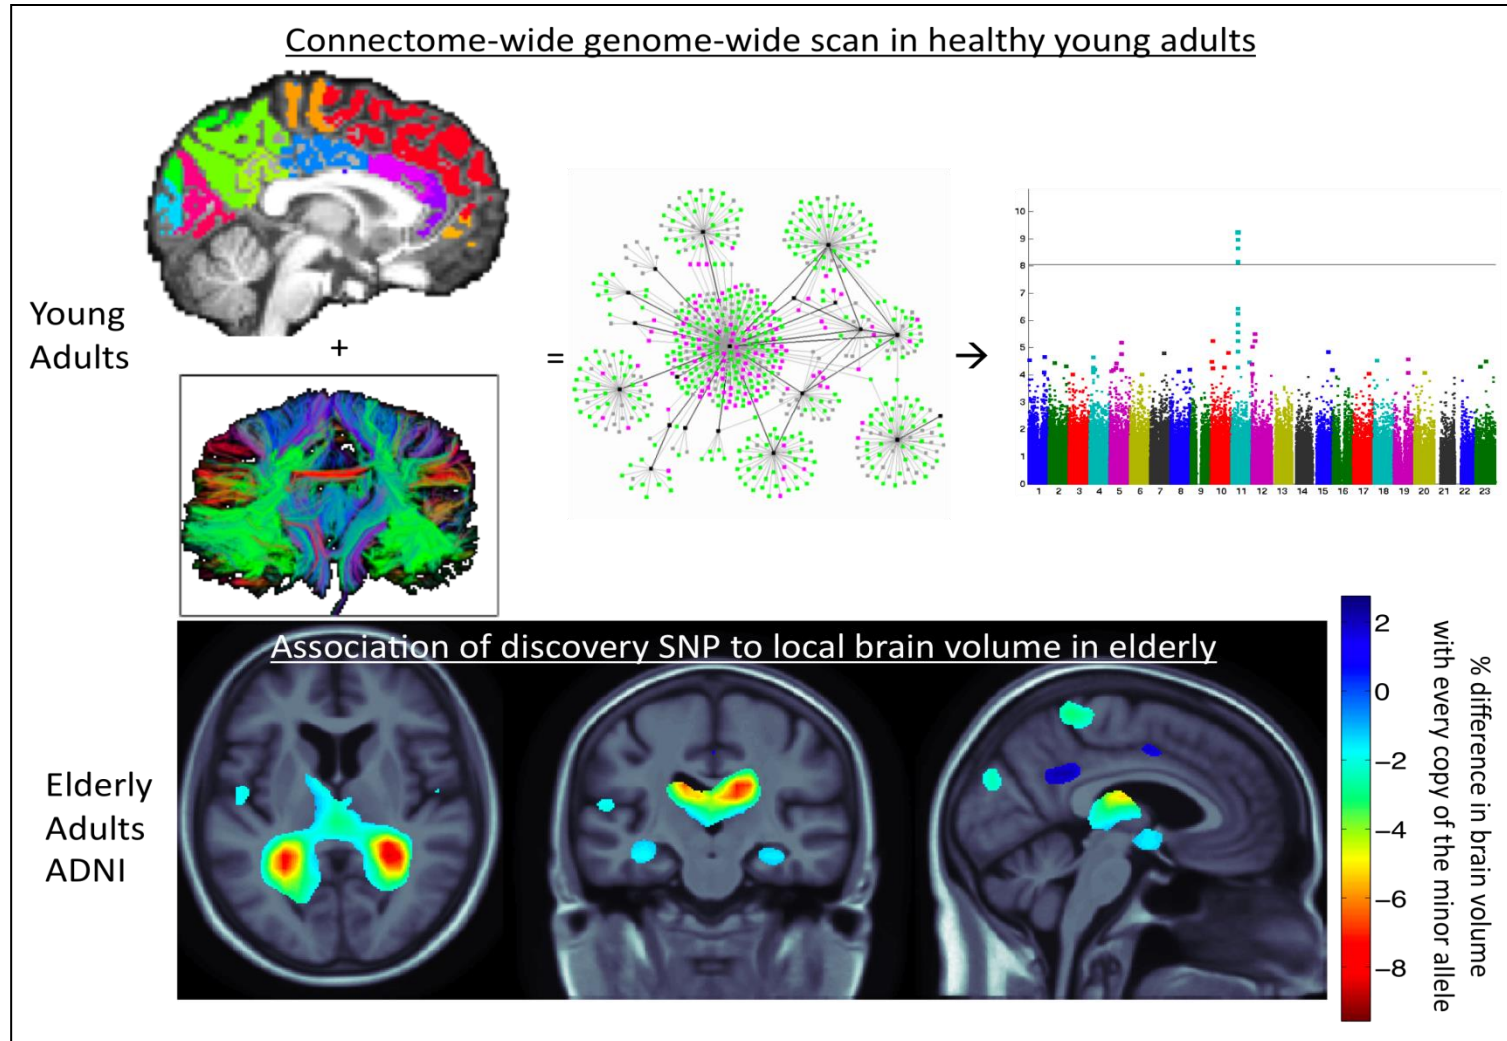 Connectome-wide genome-wide scan in healthy young adults
Young
Adults
+
=
→
10
9
8
7
6
5
4
3
2
1
0
1 2 3 4 5 6 7 8 9 10 11 12 13 14 15 16 17 18 19 20 21 22 23
Association of discovery SNP to local brain volume in elderly
Elderly
Adults
ADNI
2
0
−2
−4
−6
−8
% difference in brain volume
with every copy of the minor allele